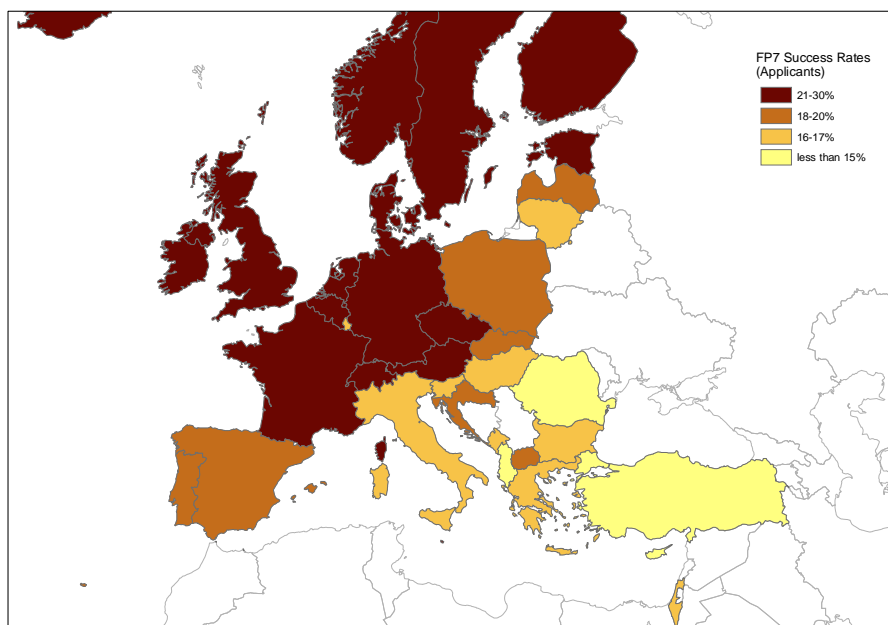 FP7 Success Rates
(Applicants)
21-30%
18-20%
16-17%
less than 15%